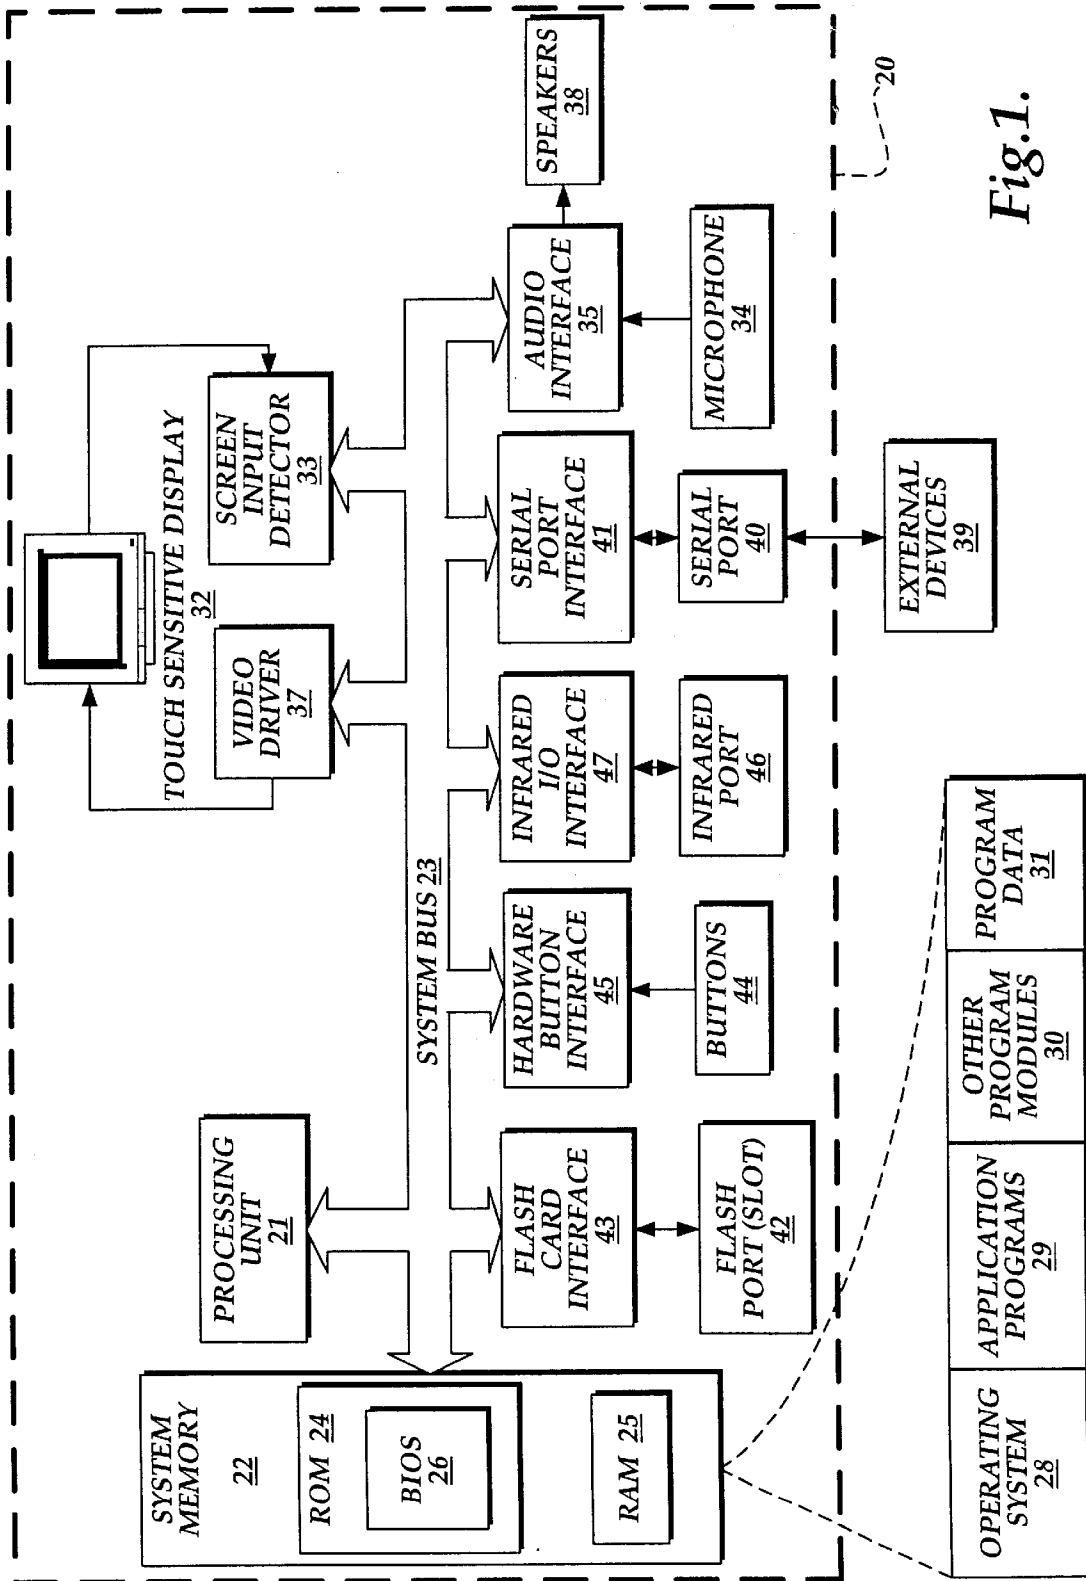 SYSTEM
MEMORY
22
ROM 24
BIOS
26
RAM 25
PROCESSING
UNIT
21
TOUCH SENSITIVE DISPLAY
32
VIDEO
DRIVER
37
SCREEN
INPUT
DETECTOR
33
SYSTEM BUS 23
FLASH
CARD
INTERFACE
43
HARDWARE
BUTTON
INTERFACE
45
INFRARED
I/O
INTERFACE
47
SERIAL
PORT
INTERFACE
41
AUDIO
INTERFACE
35
SPEAKERS
38
FLASH
PORT (SLOT)
42
BUTTONS
44
INFRARED
PORT
46
SERIAL
PORT
40
MICROPHONE
34
20
EXTERNAL
DEVICES
39
OPERATING
SYSTEM
28
APPLICATION
PROGRAMS
29
OTHER
PROGRAM
MODULES
30
PROGRAM
DATA
31
Fig.1.